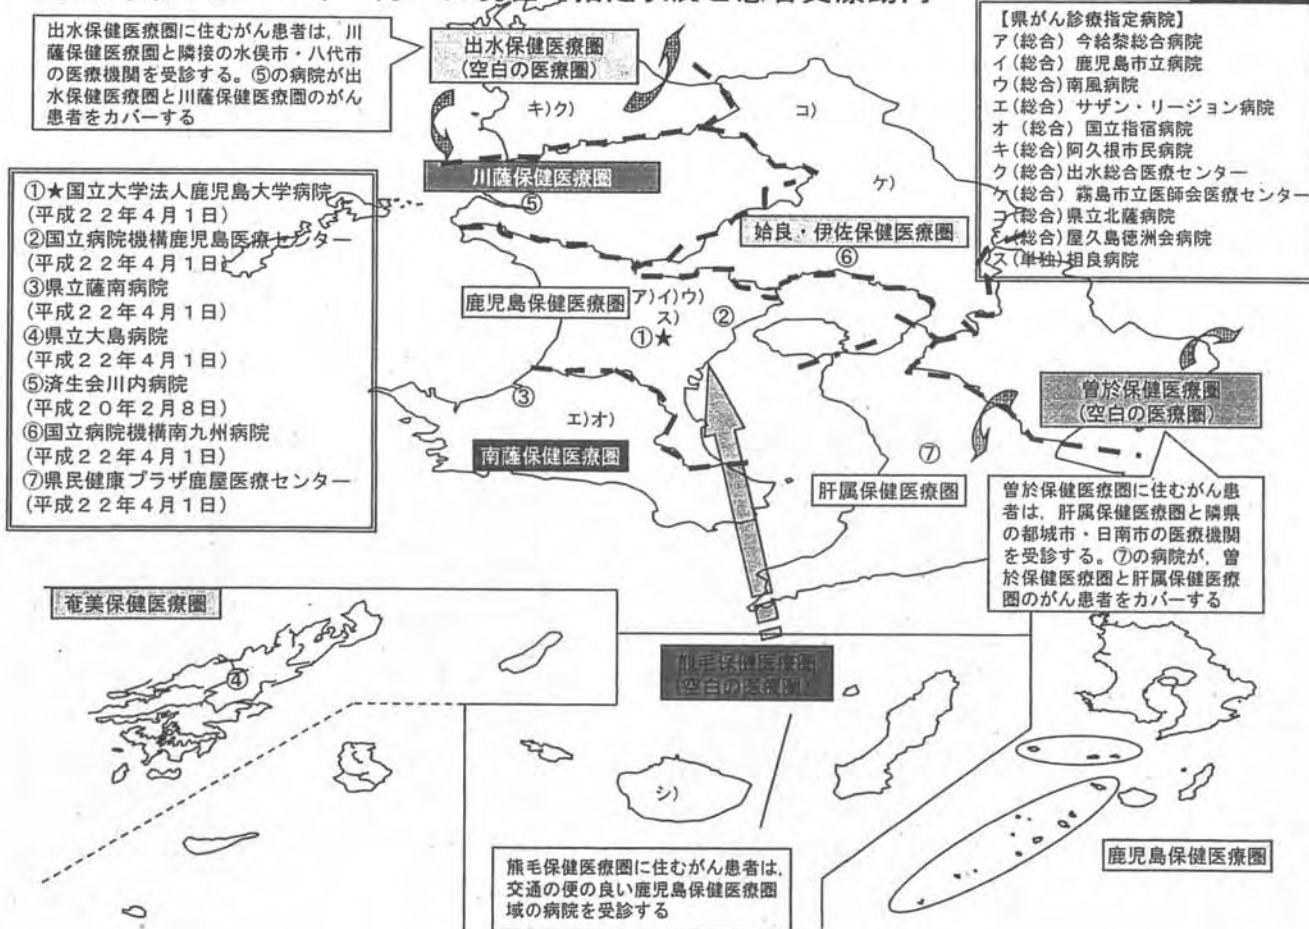 出水保健医療圏に住むがん患者は，川
薩保健医療圏と隣接の水俣市・八代市
の医療機関を受診する。⑤の病院が出
水保健医療圏と川薩保健医療圏のがん
患者をカバーする
出水保健医療圏
(空白の医療圏)
【県がん診療指定病院】
ア(総合) 今給黎総合病院
イ(総合) 鹿児島市立病院
ウ(総合) 南風病院
エ(総合) サザン・リージョン病院
オ(総合) 国立指宿病院
キ(総合) 阿久根市民病院
ク(総合) 出水総合医療センター
ケ(総合) 霧島市立医師会医療センター
コ(総合) 県立北薩病院
(総合) 屋久島徳洲会病院
ス(単独) 相良病院
キ)ク)
コ)
ケ)
川薩保健医療圏
⑤
①★国立大学法人鹿児島大学病院
(平成２２年４月１日)
②国立病院機構鹿児島医療センター
(平成２２年４月１日)
③県立薩南病院
(平成２２年４月１日)
④県立大島病院
(平成２２年４月１日)
⑤済生会川内病院
(平成２０年２月８日)
⑥国立病院機構南九州病院
(平成２２年４月１日)
⑦県民健康プラザ鹿屋医療センター
(平成２２年４月１日)
姶良・伊佐保健医療圏
⑥
鹿児島保健医療圏
ア)イ)ウ)
ス)
②
①★
③
エ)オ)
南薩保健医療圏
曽於保健医療圏
(空白の医療圏)
⑦
肝属保健医療圏
曽於保健医療圏に住むがん患
者は，肝属保健医療圏と隣県
の都城市・日南市の医療機関
を受診する。⑦の病院が，曽
於保健医療圏と肝属保健医療
圏のがん患者をカバーする
奄美保健医療圏
④
熊毛保健医療圏
(空白の医療圏)
シ)
熊毛保健医療圏に住むがん患者は，
交通の便の良い鹿児島保健医療圏
域の病院を受診する
鹿児島保健医療圏